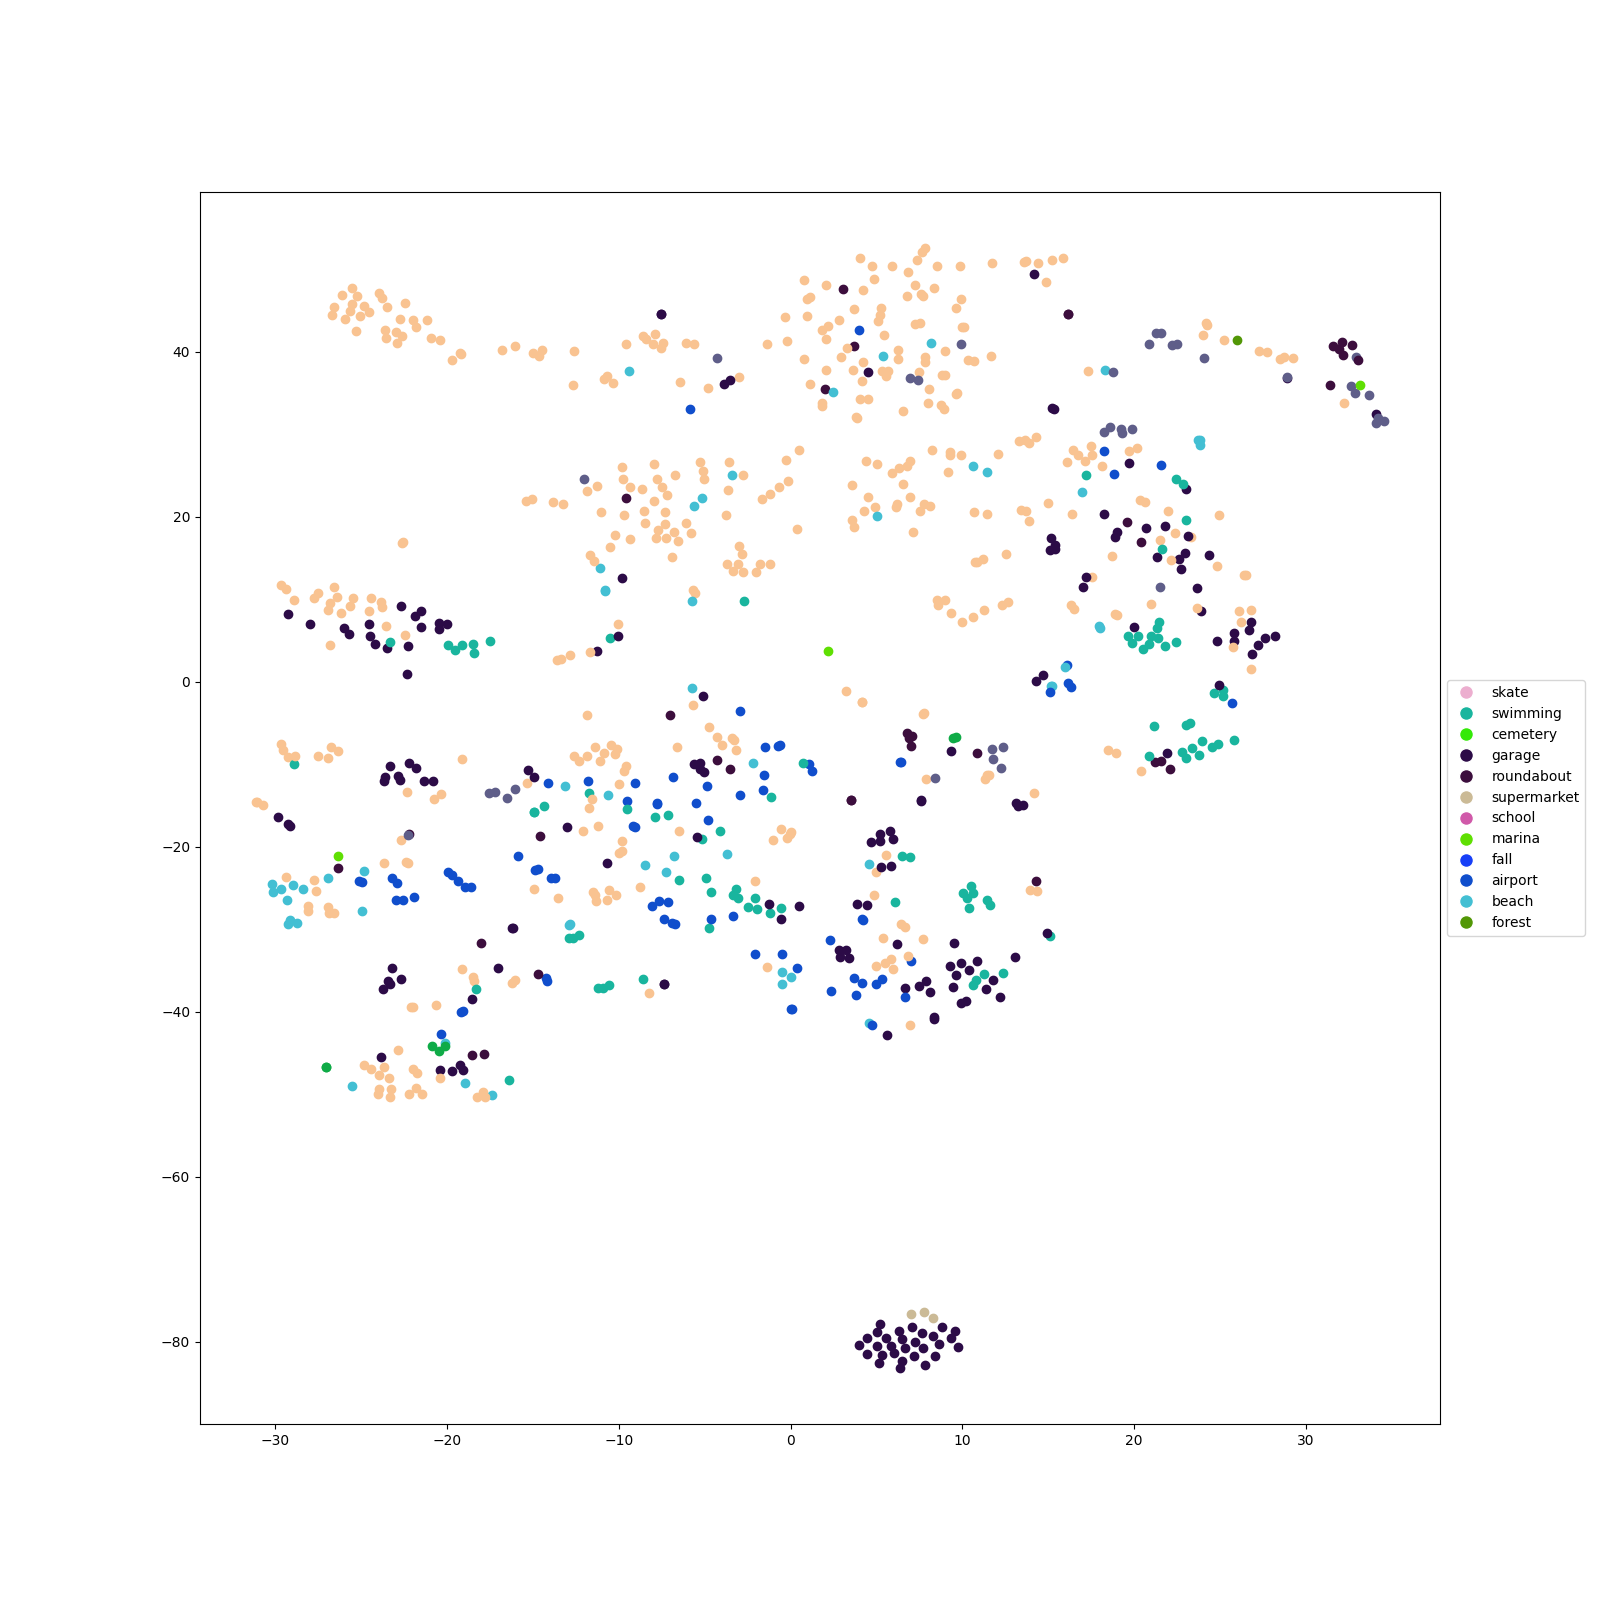 40
20
0
−20
−40
−60
−80
−30 −20 −10 0 10 20 30
skate
swimming
cemetery
garage
roundabout
supermarket
school
marina
fall
airport
beach
forest